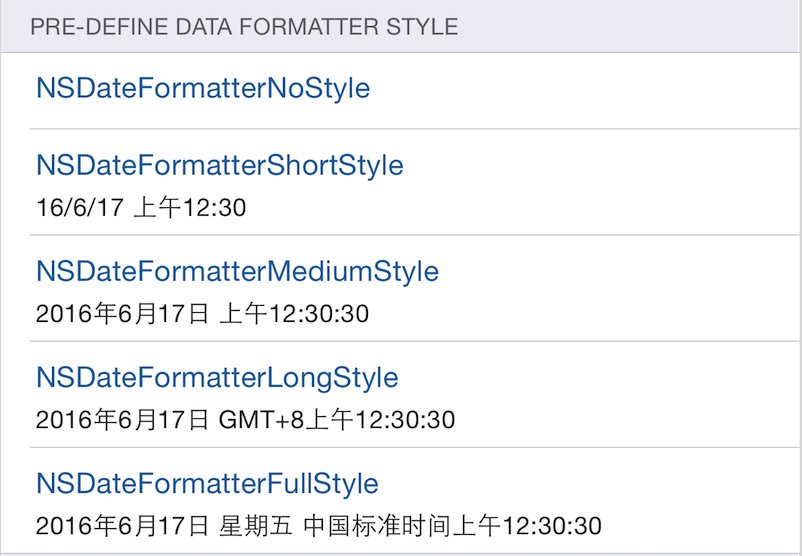 PRE-DEFINE DATA FORMATTER STYLE
NSDateFormatterNoStyle
NSDateFormatterShortStyle
16/6/17 上午12:30
NSDateFormatterMediumStyle
2016年6月17日 上午12:30:30
NSDateFormatterLongStyle
2016年6月17日 GMT+8上午12:30:30
NSDateFormatterFullStyle
2016年6月17日 星期五 中国标准时间上午12:30:30